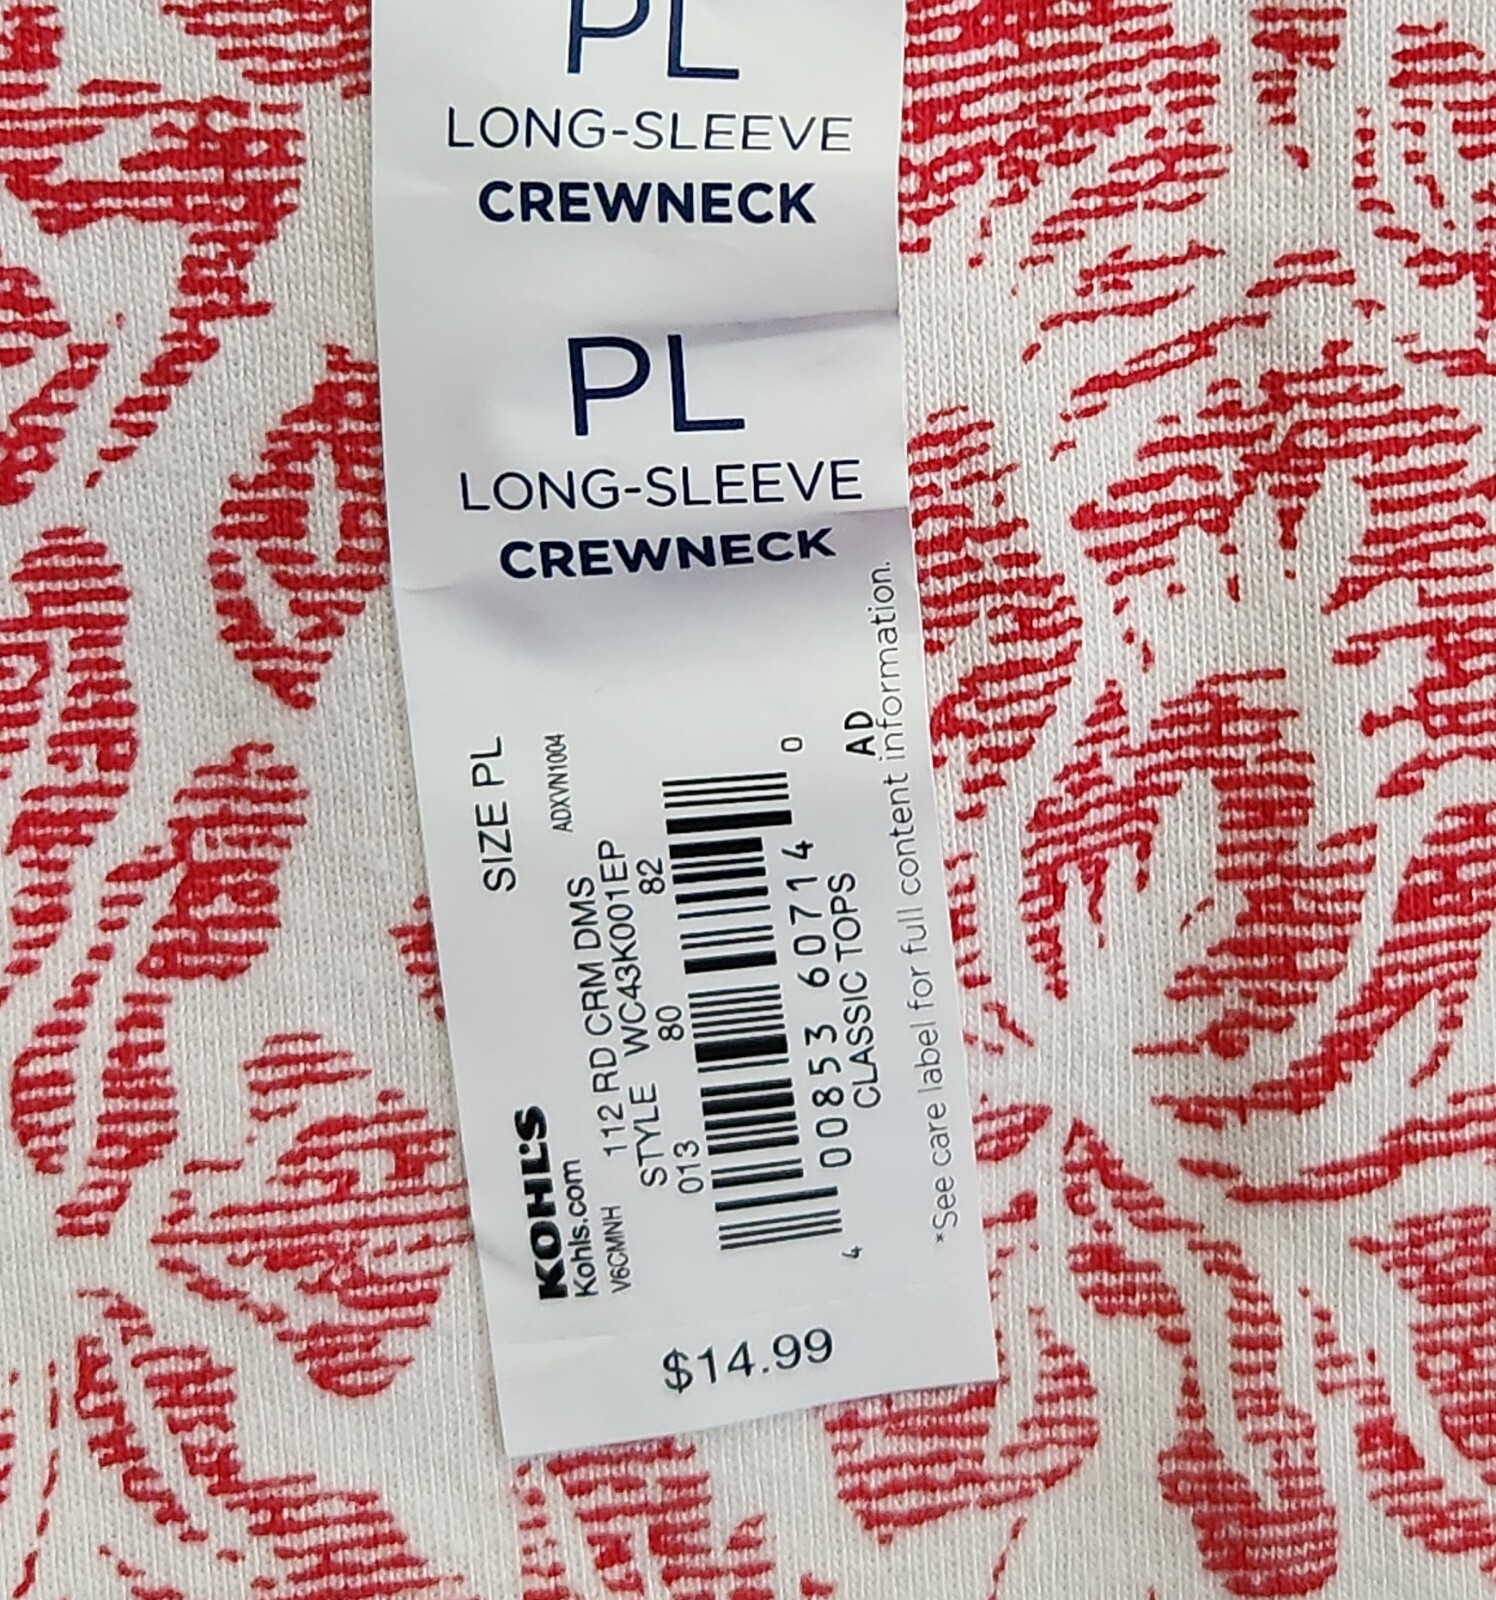 PL
LONG-SLEEVE
CREWNECK
PL
LONG-SLEEVE
CREWNECK
SIZE PL
KOHL'S
Kohls.com
ADXVN1004
V6CMNH 112 RD CRM DMS
STYLE WC43K001EP
013 80 82
4 00853 60714 0
CLASSIC TOPS AD
*See care label for full content information.
$14.99